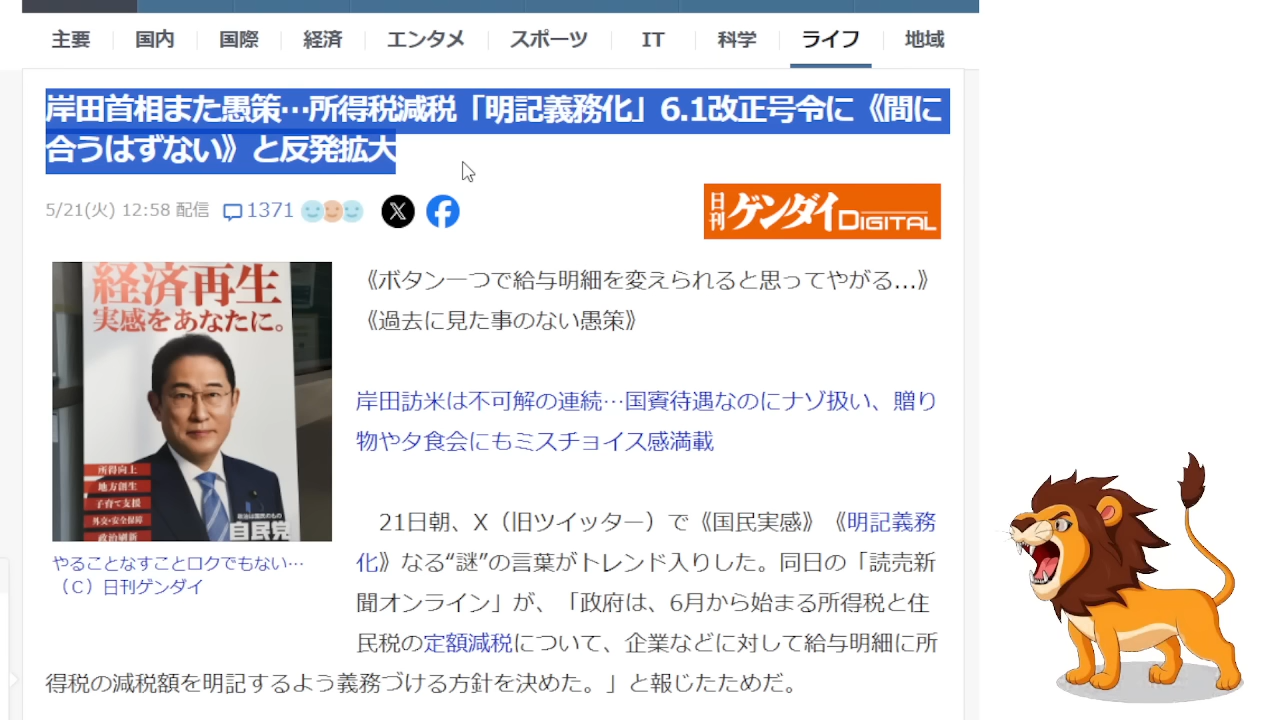 主要
国内
国際
経済
エンタメ
スポーツ
IT
科学
ライフ
地域
岸田首相また愚策…所得税減税「明記義務化」6.1改正号令に《間に
合うはずない》と反発拡大
5/21(火) 12:58 配信
1371
日刊ゲンダイDIGITAL
経済再生
実感をあなたに。
所得向上
地方創生
子育て支援
外交・安全保障
政治刷新
政治は国民のもの
自民党
やることなすことロクでもない…
（C）日刊ゲンダイ
《ボタン一つで給与明細を変えられると思ってやがる…》
《過去に見た事のない愚策》
岸田訪米は不可解の連続…国賓待遇なのにナゾ扱い、贈り
物や夕食会にもミスチョイス感満載
21日朝、X（旧ツイッター）で《国民実感》《明記義務
化》なる“謎”の言葉がトレンド入りした。同日の「読売新
聞オンライン」が、「政府は、6月から始まる所得税と住
民税の定額減税について、企業などに対して給与明細に所
得税の減税額を明記するよう義務づける方針を決めた。」と報じたためだ。